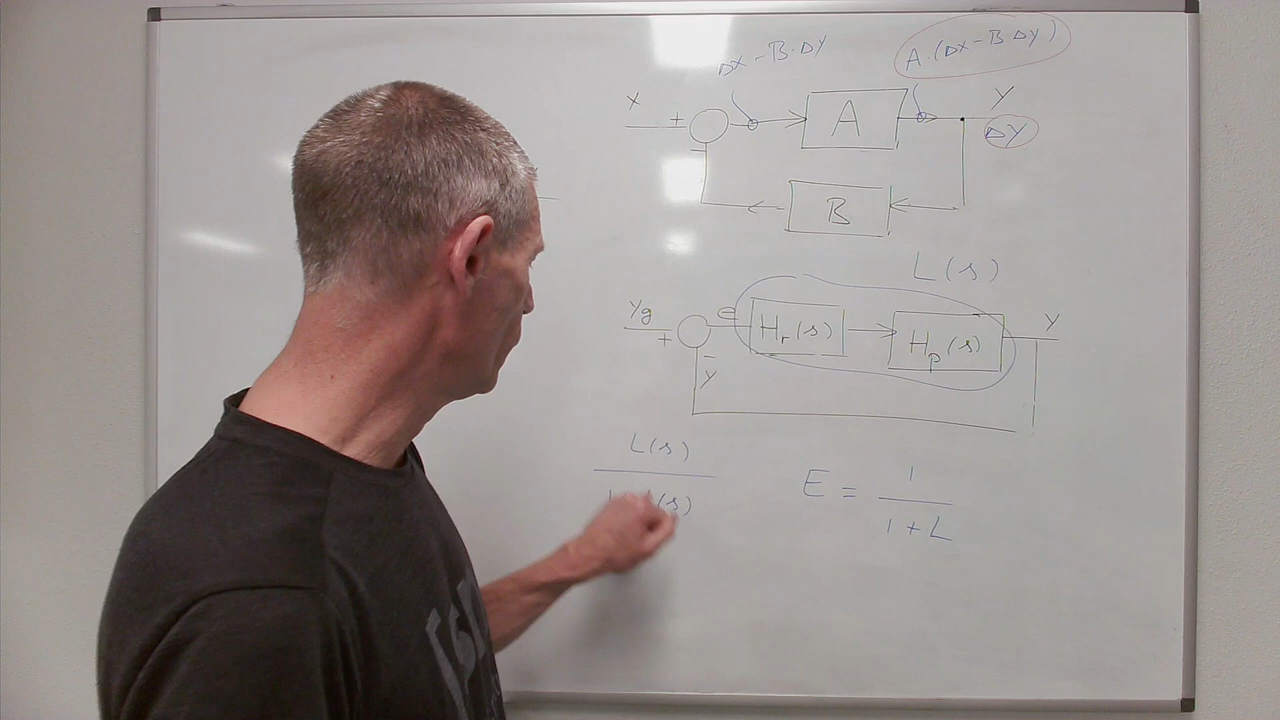 Δx - B·Δy
A·(Δx - B·Δy)
x
+
A
y
Δy
-
B
L(s)
yg
+
e
Hr(s)
Hp(s)
y
-
y
L(s)
(s)
E = 1
1 + L